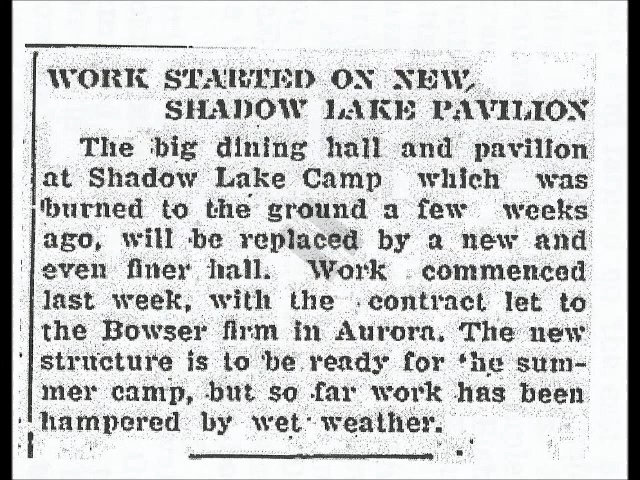 WORK STARTED ON NEW
SHADOW LAKE PAVILION
The big dining hall and pavilion
at Shadow Lake Camp which was
burned to the ground a few weeks
ago, will be replaced by a new and
even finer hall. Work commenced
last week, with the contract let to
the Bowser firm in Aurora. The new
structure is to be ready for the sum-
mer camp, but so far work has been
hampered by wet weather.